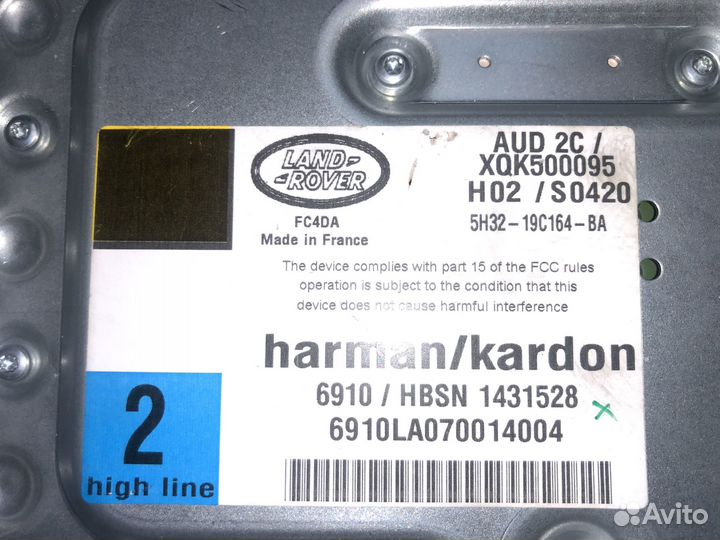 LAND-
ROVER
FC4DA
Made in France
AUD 2C /
XQK500095
H02 / S0420
5H32-19C164-BA
The device complies with part 15 of the FCC rules
operation is subject to the condition that this
device does not cause harmful interference
harman/kardon
6910 / HBSN 1431528
6910LA070014004
2
high line
Avito